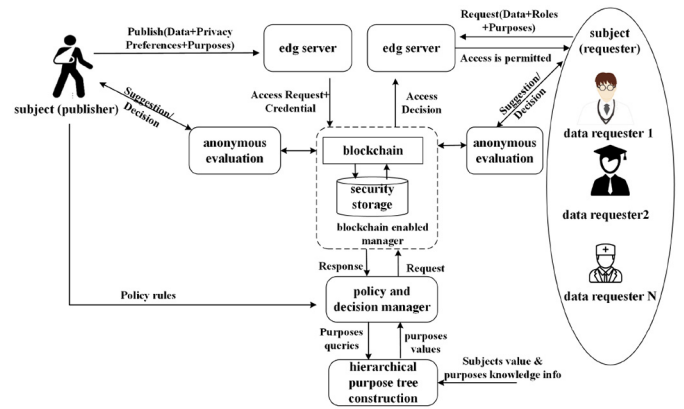 Publish(Data+Privacy
Preferences+Purposes)
edg server
edg server
Request(Data+Roles
+Purposes)
Access is permitted
subject
(requester)
subject (publisher)
Suggestion/
Decision
Access Request+
Credential
Access
Decision
Suggestion/
Decision
data requester 1
anonymous
evaluation
blockchain
anonymous
evaluation
security
storage
blockchain enabled
manager
data requester2
Response
Request
data requester N
Policy rules
policy and
decision manager
Purposes
queries
purposes
values
hierarchical
purpose tree
construction
Subjects value &
purposes knowledge info